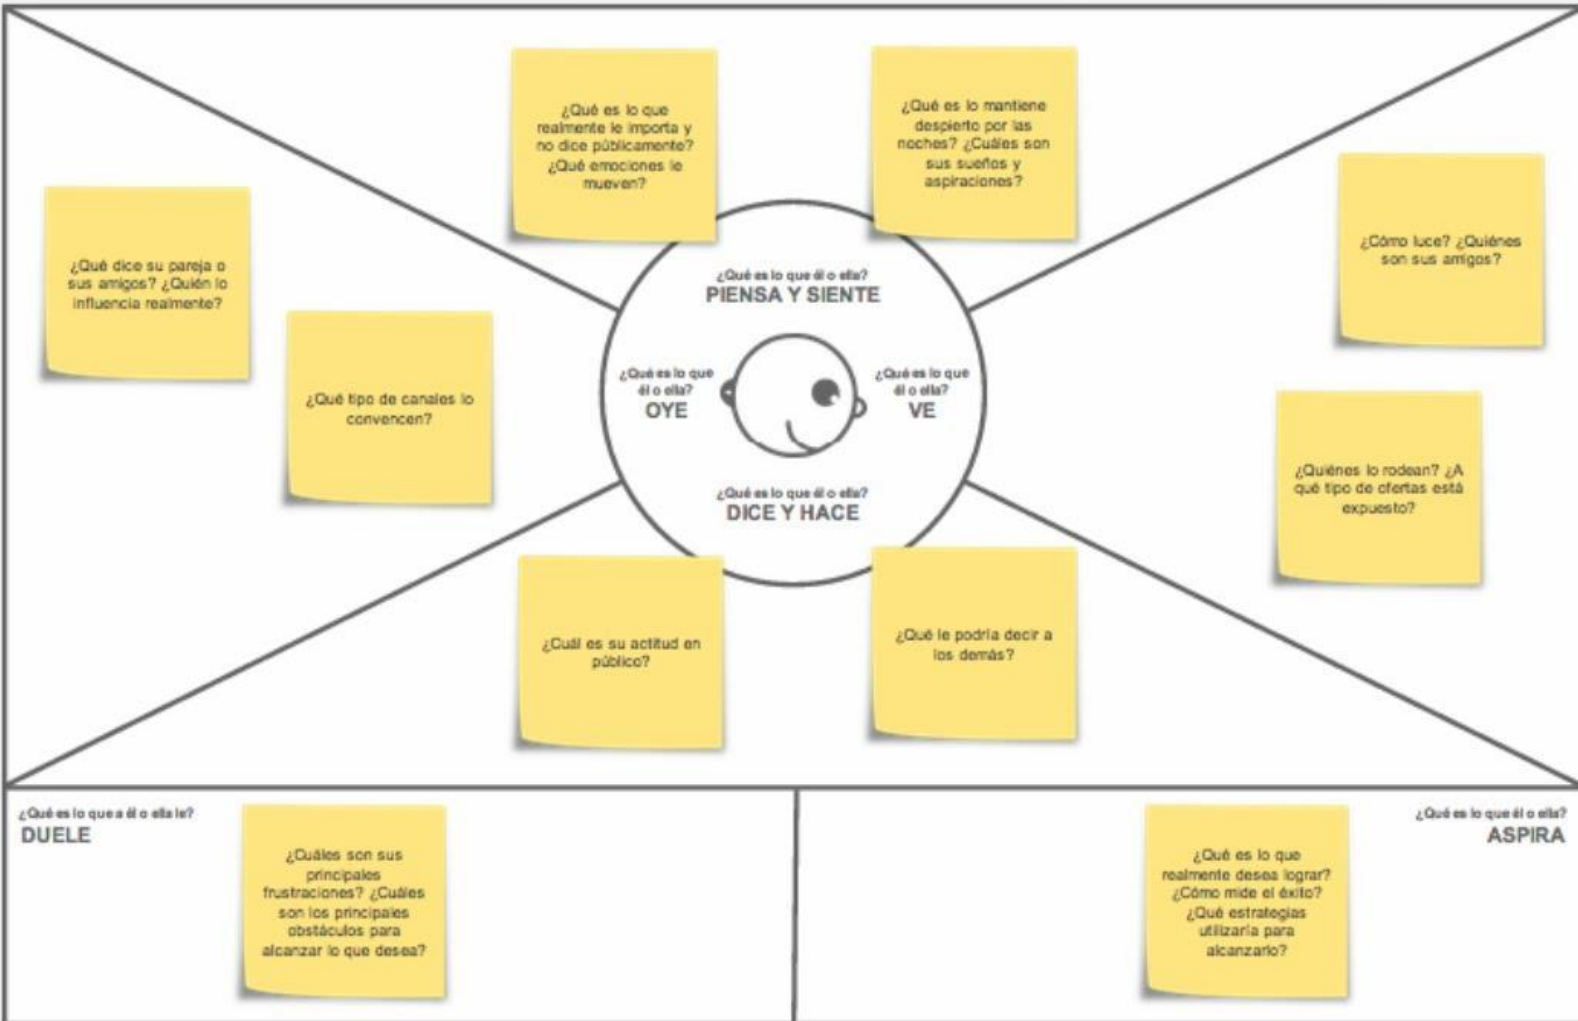 ¿Qué es lo que
realmente le importa y
no dice públicamente?
¿Qué emociones le
mueven?
¿Qué es lo mantiene
despierto por las
noches? ¿Cuáles son
sus sueños y
aspiraciones?
¿Qué dice su pareja o
sus amigos? ¿Quién lo
influencia realmente?
¿Qué tipo de canales lo
convencen?
¿Cómo luce? ¿Quiénes
son sus amigos?
¿Quiénes lo rodean? ¿A
qué tipo de ofertas está
expuesto?
¿Qué es lo que él o ella?
PIENSA Y SIENTE
¿Qué es lo que
él o ella?
OYE
¿Qué es lo que
él o ella?
VE
¿Qué es lo que él o ella?
DICE Y HACE
¿Cuál es su actitud en
público?
¿Qué le podría decir a
los demás?
¿Qué es lo que a él o ella le?
DUELE
¿Cuáles son sus
principales
frustraciones? ¿Cuáles
son los principales
obstáculos para
alcanzar lo que desea?
¿Qué es lo que
realmente desea lograr?
¿Cómo mide el éxito?
¿Qué estrategias
utilizaría para
alcanzarlo?
¿Qué es lo que él o ella?
ASPIRA